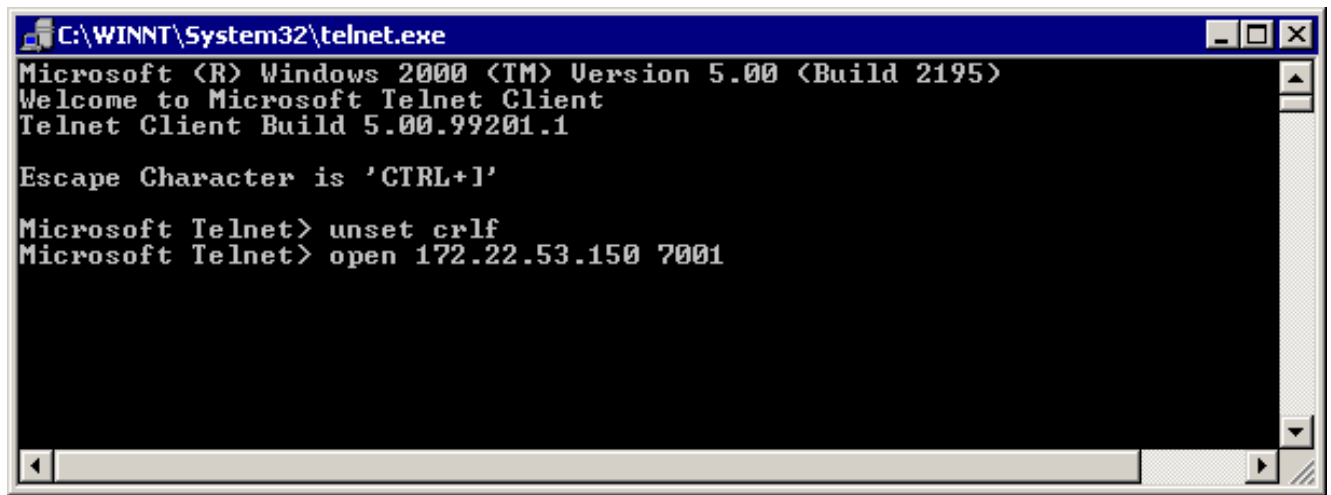 C:\WINNT\System32\telnet.exe
Microsoft (R) Windows 2000 (TM) Version 5.00 (Build 2195)
Welcome to Microsoft Telnet Client
Telnet Client Build 5.00.99201.1
Escape Character is 'CTRL+]'
Microsoft Telnet> unset crlf
Microsoft Telnet> open 172.22.53.150 7001